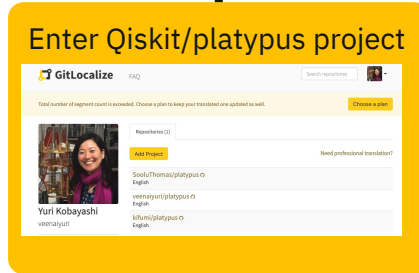 Enter Qiskit/platypus project
GitLocalize FAQ Search repositories
Total number of segment count is exceeded. Choose a plan to keep your translated one updated as well. Choose a plan
Repositories (1)
Add Project Need professional translation?
SooluThomas/platypus
English
veenaiyuri/platypus
English
kifumi/platypus
English
Yuri Kobayashi
veenaiyuri